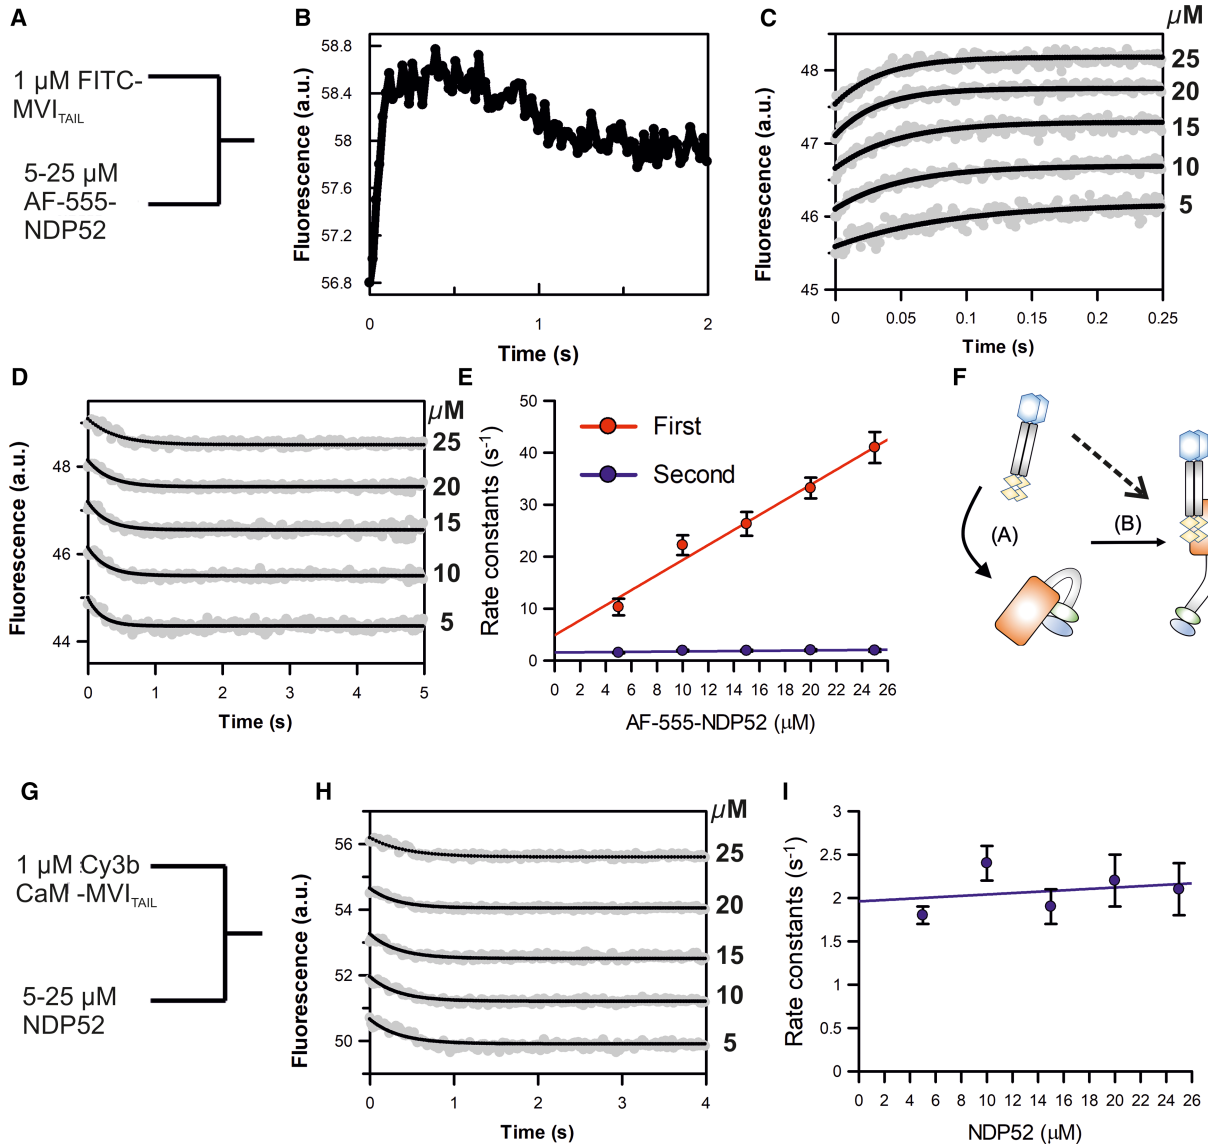 A
1 µM FITC-
MVITAIL
5-25 µM
AF-555-
NDP52
B
Fluorescence (a.u.)
58.8
58.4
58
57.6
57.2
56.8
0
1
2
Time (s)
C
µM
Fluorescence (a.u.)
48
47
46
45
25
20
15
10
5
0
0.05
0.1
0.15
0.2
0.25
Time (s)
D
µM
Fluorescence (a.u.)
48
46
44
25
20
15
10
5
0
1
2
3
4
5
Time (s)
E
Rate constants (s-1)
50
40
30
20
10
0
First
Second
0 2 4 6 8 10 12 14 16 18 20 22 24 26
AF-555-NDP52 (µM)
F
(A)
(B)
G
1 µM Cy3b
CaM -MVITAIL
5-25 µM
NDP52
H
µM
Fluorescence (a.u.)
56
54
52
50
25
20
15
10
5
0
1
2
3
4
Time (s)
I
Rate constants (s-1)
3
2.5
2
1.5
1
0.5
0
0 2 4 6 8 10 12 14 16 18 20 22 24 26
NDP52 (µM)